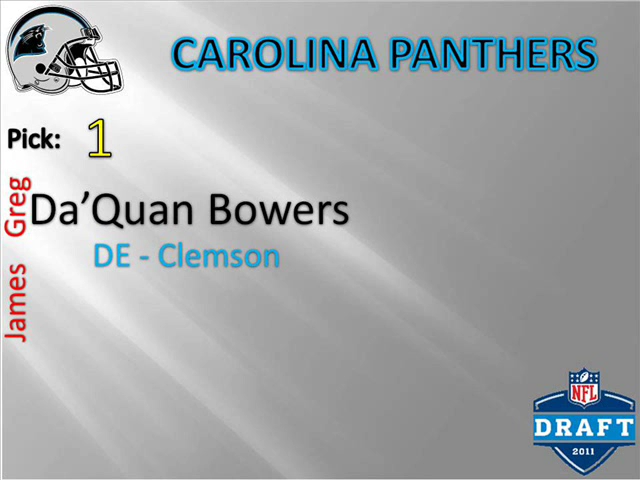 CAROLINA PANTHERS
Pick: 1
Greg
Da’Quan Bowers
DE - Clemson
James
NFL
DRAFT
2011